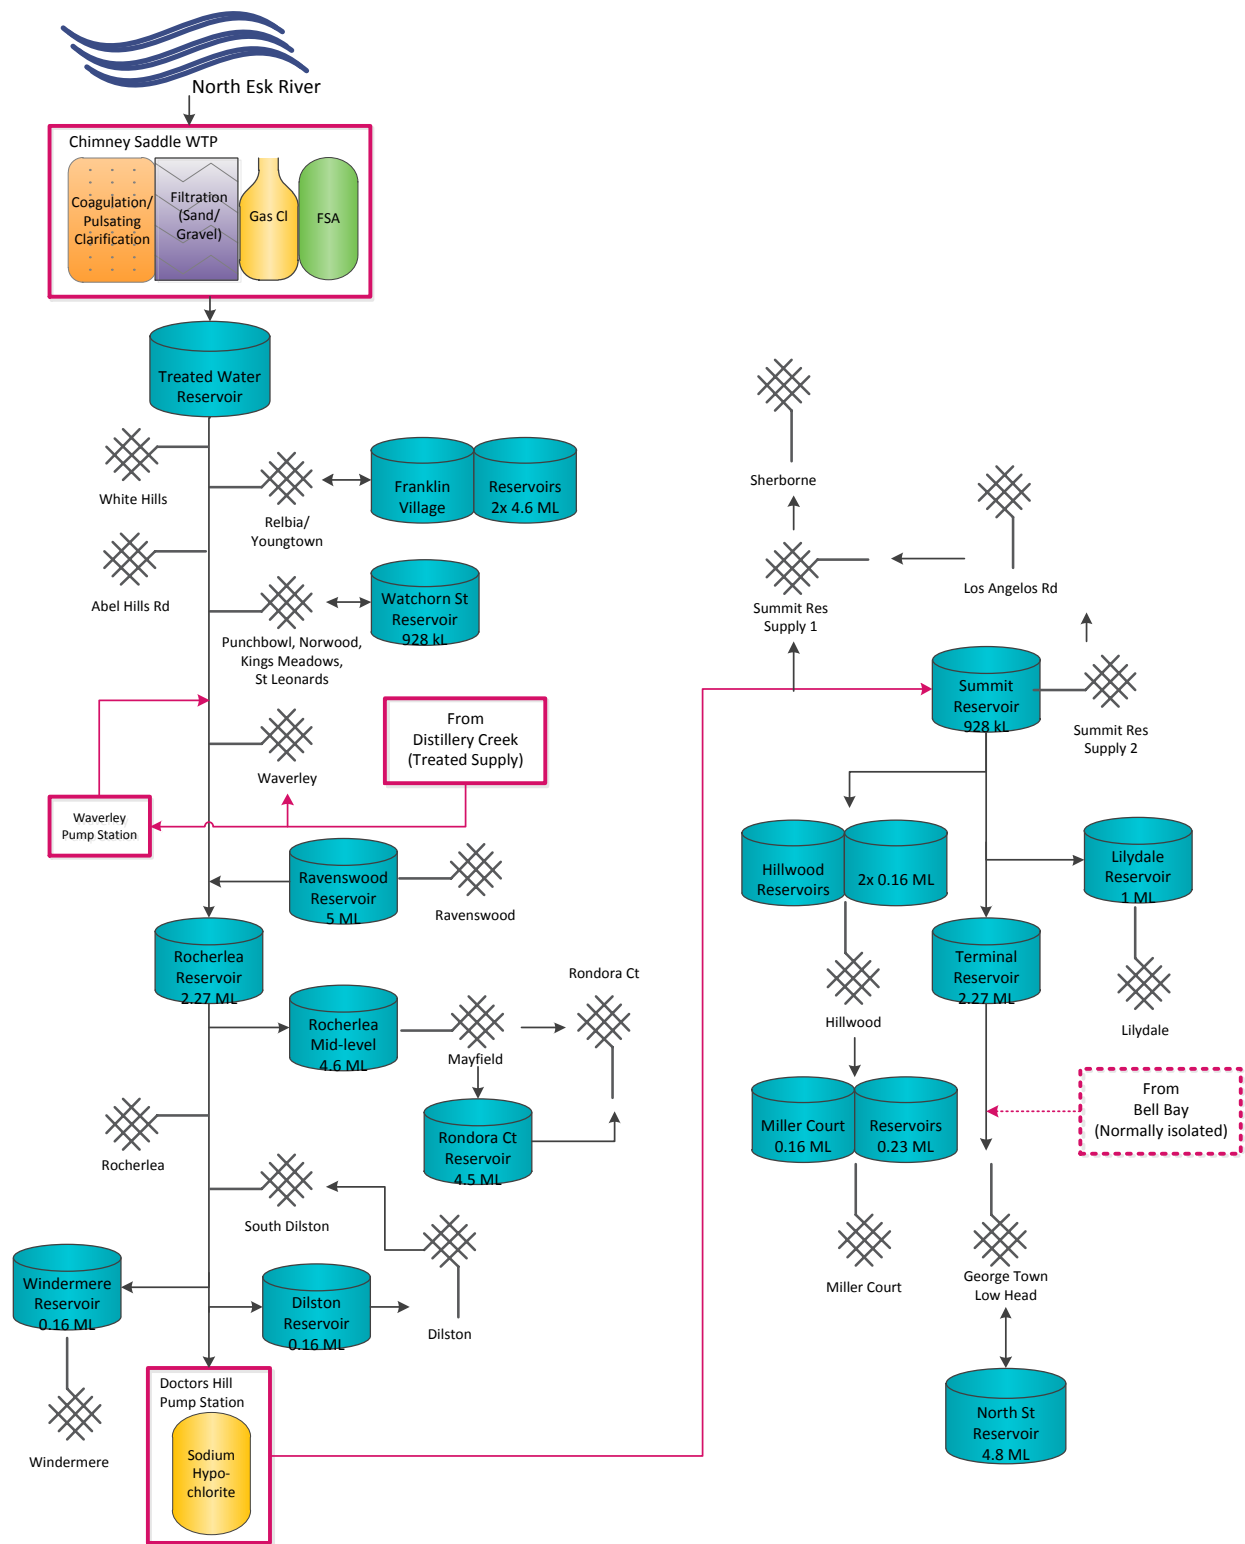 North Esk River
Chimney Saddle WTP
Coagulation/
Pulsating
Clarification
Filtration
(Sand/
Gravel)
Gas Cl
FSA
Treated Water
Reservoir
White Hills
Relbia/
Youngtown
Franklin
Village
Reservoirs
2x 4.6 ML
Abel Hills Rd
Punchbowl, Norwood,
Kings Meadows,
St Leonards
Watchorn St
Reservoir
928 kL
Waverley
From
Distillery Creek
(Treated Supply)
Waverley
Pump Station
Ravenswood
Reservoir
5 ML
Ravenswood
Rocherlea
Reservoir
2.27 ML
Rocherlea
Mid-level
4.6 ML
Mayfield
Rondora Ct
Rondora Ct
Reservoir
4.5 ML
Rocherlea
South Dilston
Windermere
Reservoir
0.16 ML
Dilston
Reservoir
0.16 ML
Dilston
Windermere
Doctors Hill
Pump Station
Sodium
Hypo-
chlorite
Sherborne
Summit Res
Supply 1
Los Angelos Rd
Summit
Reservoir
928 kL
Summit Res
Supply 2
Hillwood
Reservoirs
2x 0.16 ML
Lilydale
Reservoir
1 ML
Terminal
Reservoir
2.27 ML
Hillwood
Lilydale
Miller Court
0.16 ML
Reservoirs
0.23 ML
From
Bell Bay
(Normally isolated)
Miller Court
George Town
Low Head
North St
Reservoir
4.8 ML